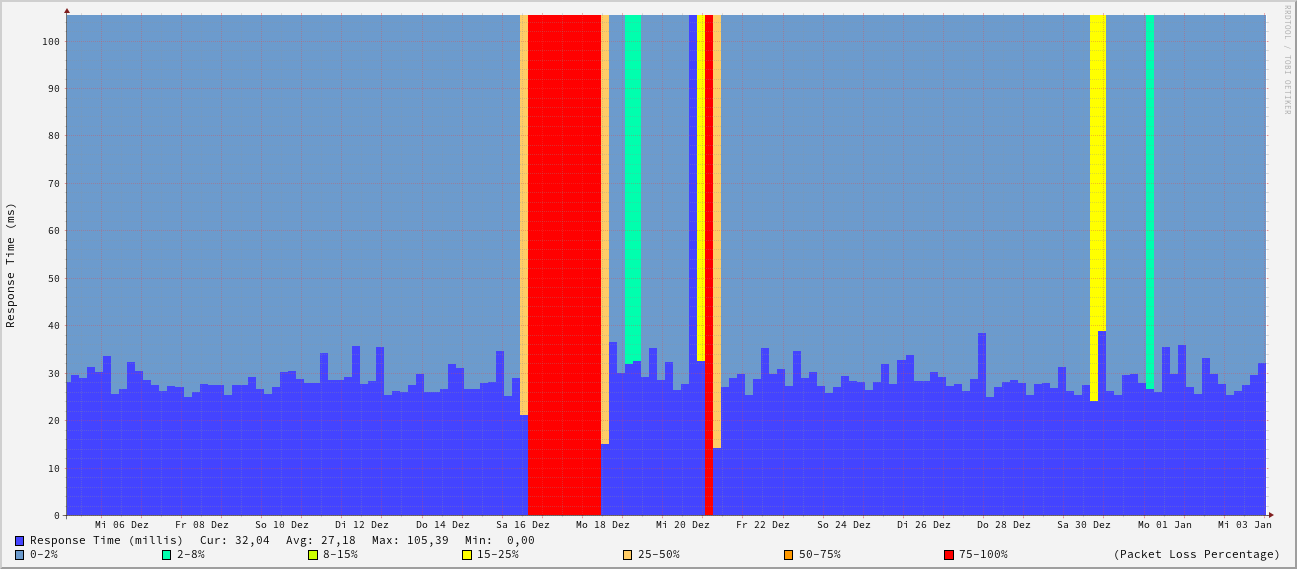 RRDTOOL / TOBI OETIKER
Response Time (ms)
100
90
80
70
60
50
40
30
20
10
0
Mi 06 Dez Fr 08 Dez So 10 Dez Di 12 Dez Do 14 Dez Sa 16 Dez Mo 18 Dez Mi 20 Dez Fr 22 Dez So 24 Dez Di 26 Dez Do 28 Dez Sa 30 Dez Mo 01 Jan Mi 03 Jan
Response Time (millis) Cur: 32,04 Avg: 27,18 Max: 105,39 Min: 0,00
0-2% 2-8% 8-15% 15-25% 25-50% 50-75% 75-100% (Packet Loss Percentage)